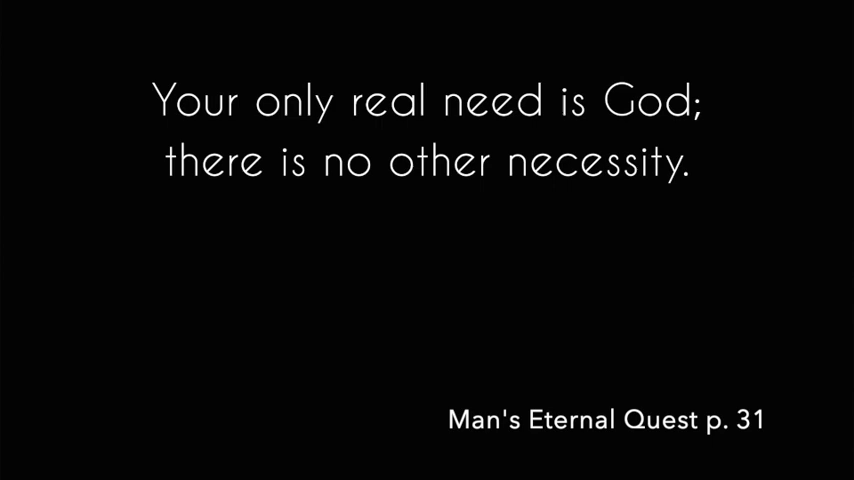 Your only real need is God;
there is no other necessity.
Man's Eternal Quest p. 31